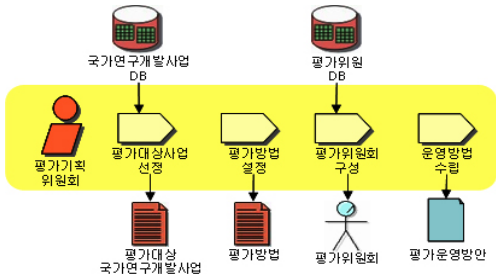 국가연구개발사업
DB
평가위원
DB
평가기획
위원회
평가대상사업
선정
평가방법
설정
평가위원회
구성
운영방법
수립
평가대상
국가연구개발사업
평가방법
평가위원회
평가운영방안